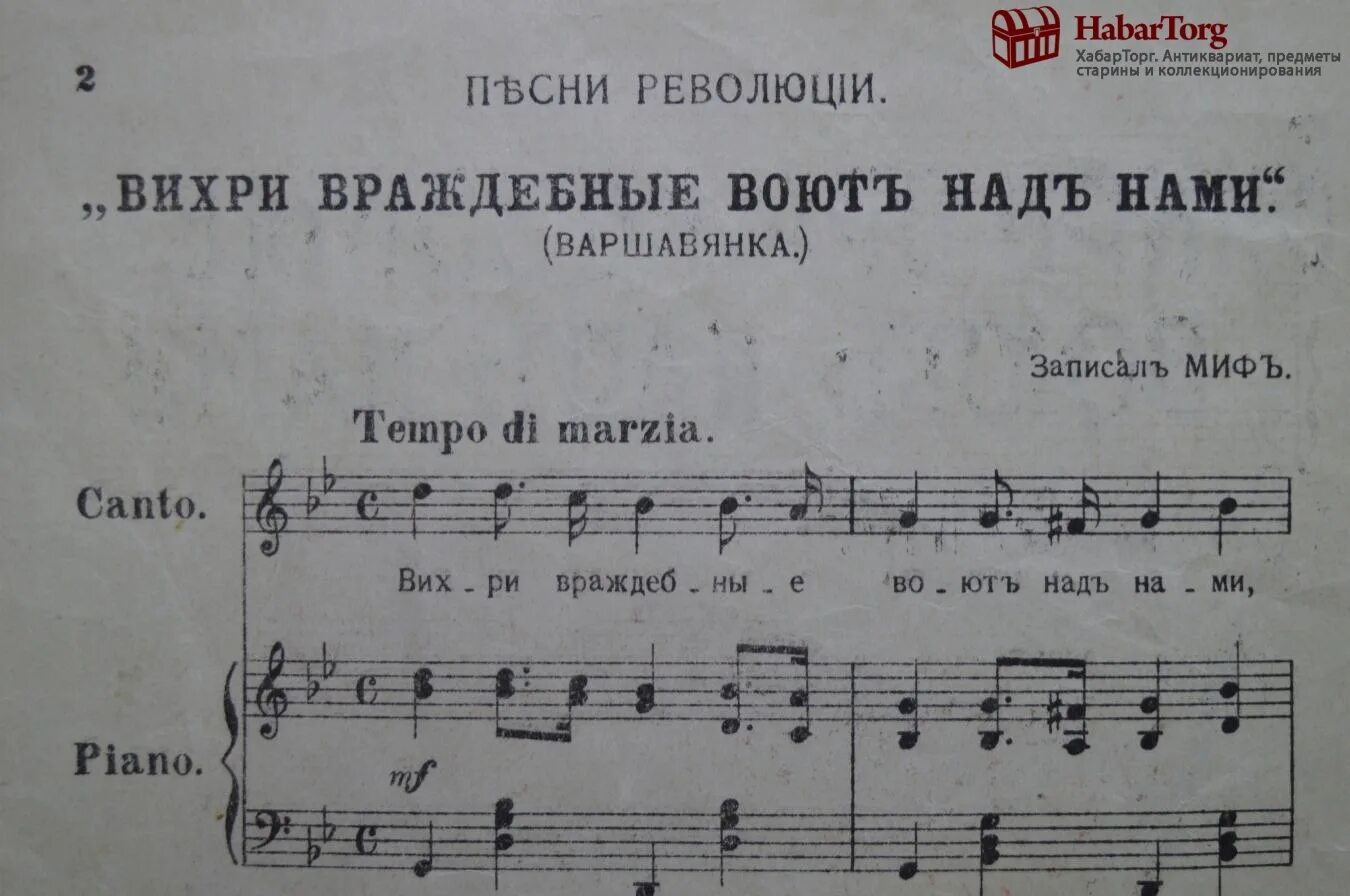 HabarTorg
ХабарТорг. Антиквариат, предметы
старины и коллекционирования
2
ПѢСНИ РЕВОЛЮЦІИ.
„ВИХРИ ВРАЖДЕБНЫЕ ВОЮТЪ НАДЪ НАМИ.“
(ВАРШАВЯНКА.)
Записалъ МИФЪ.
Tempo di marzia.
Canto.
Вих - ри враждеб - ны - е во - ютъ надъ на - ми,
Piano.
mf